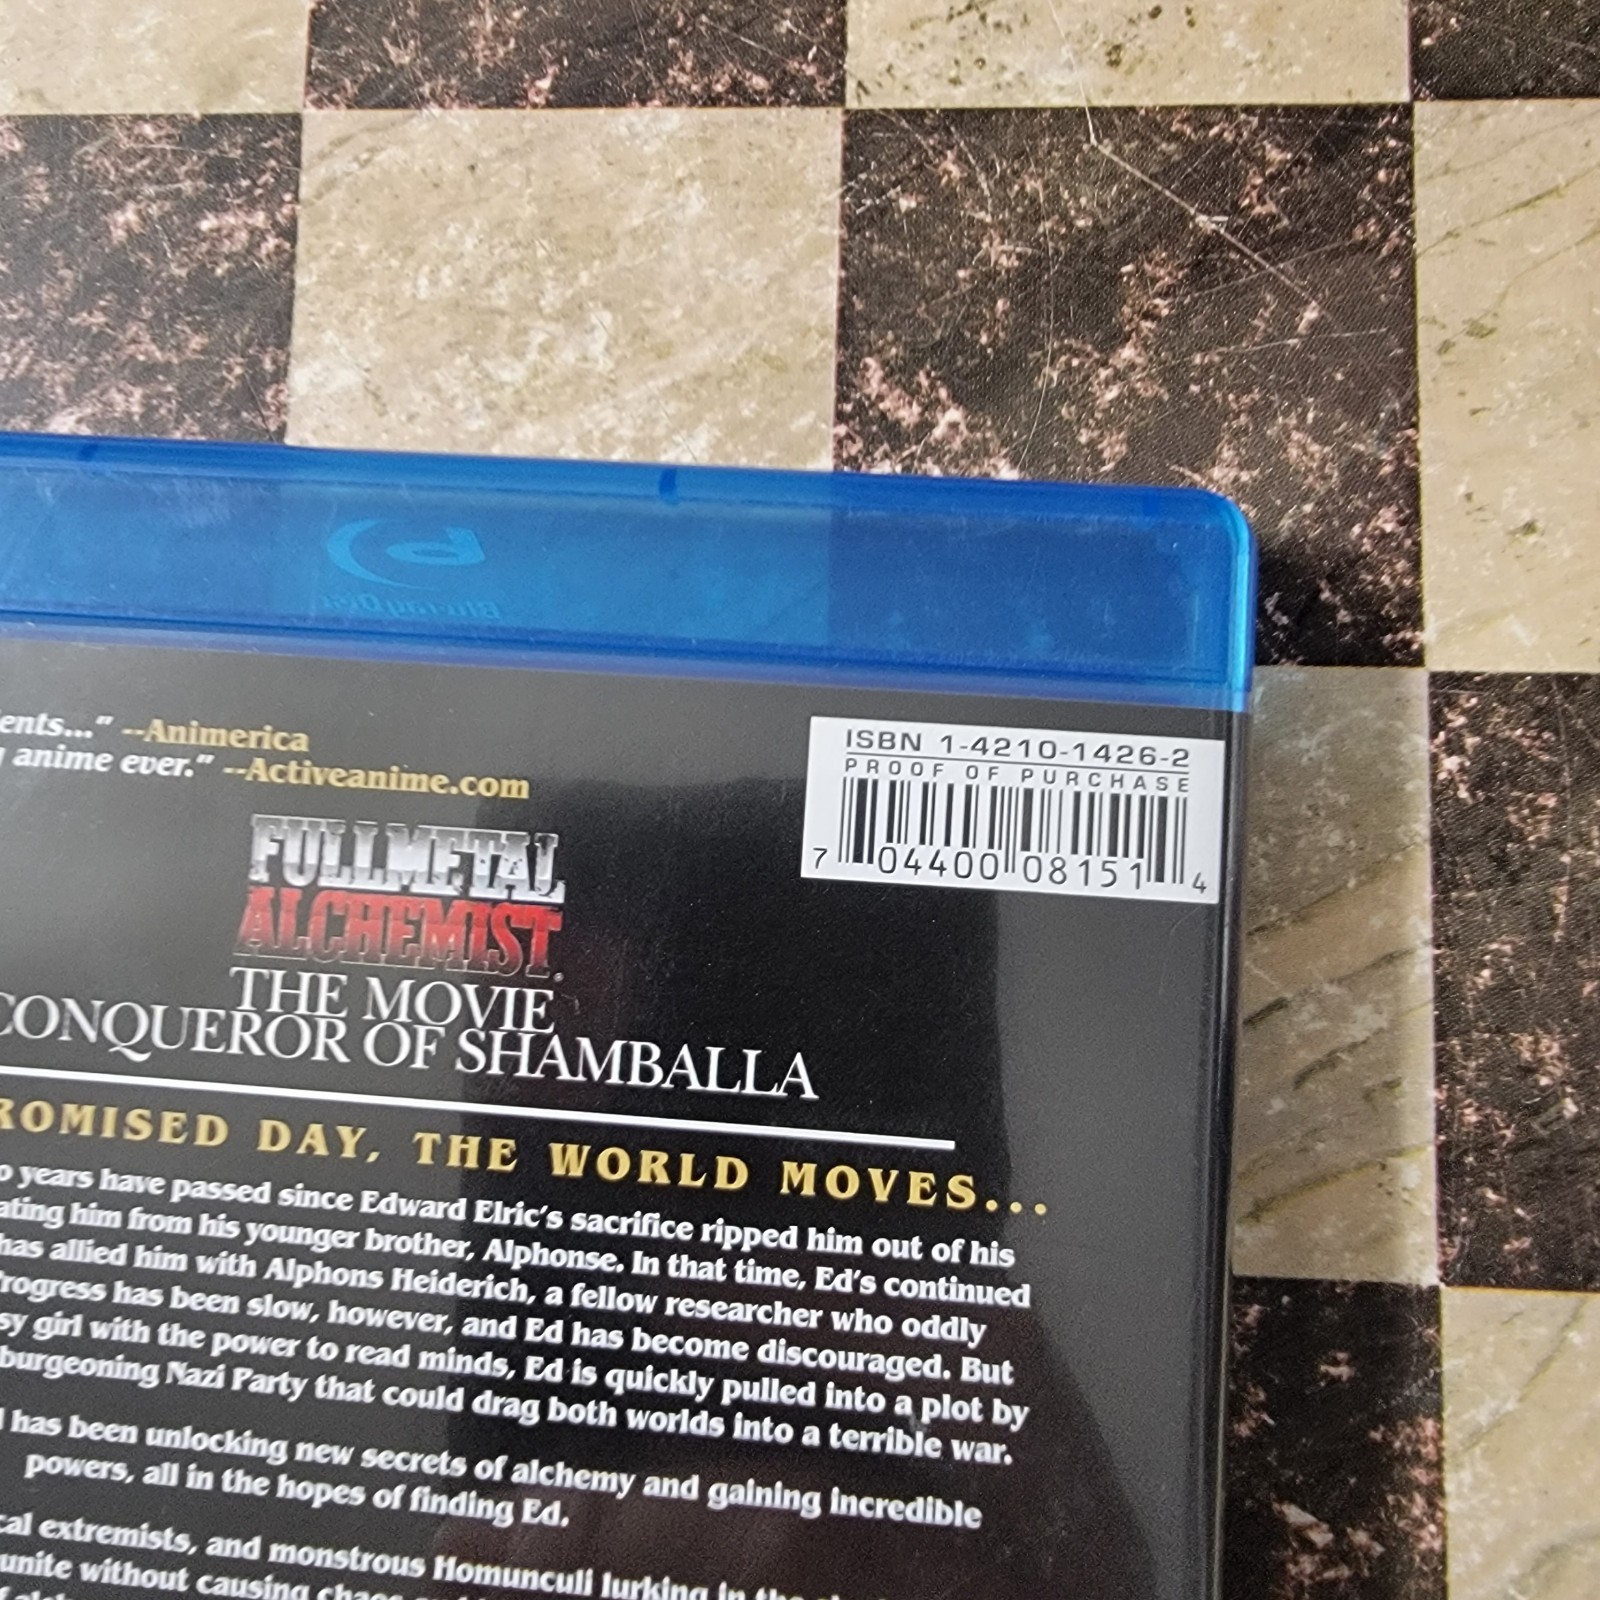 ents..." --Animerica
anime ever." --Activeanime.com
ISBN 1-4210-1426-2
PROOF OF PURCHASE
7 04400 08151 4
FULLMETAL
ALCHEMIST
THE MOVIE
CONQUEROR OF SHAMBALLA
ROMISED DAY, THE WORLD MOVES...
o years have passed since Edward Elric's sacrifice ripped him out of his
ating him from his younger brother, Alphonse. In that time, Ed's continued
has allied him with Alphons Heiderich, a fellow researcher who oddly
Progress has been slow, however, and Ed has become discouraged. But
sy girl with the power to read minds, Ed is quickly pulled into a plot by
burgeoning Nazi Party that could drag both worlds into a terrible war.
l has been unlocking new secrets of alchemy and gaining incredible
powers, all in the hopes of finding Ed.
cal extremists, and monstrous Homunculi lurking in the
unite without causing chaos